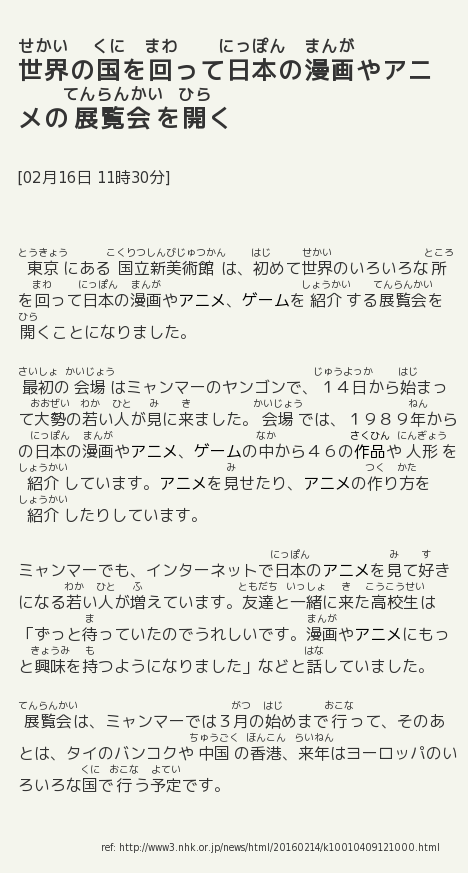 せかい くに まわ にっぽん まんが
世界の国を回って日本の漫画やアニ
てんらんかい ひら
メの展覧会を開く
[02月16日 11時30分]
とうきょう こくりつしんびじゅつかん はじ せかい ところ
東京にある国立新美術館は、初めて世界のいろいろな所
まわ にっぽん まんが しょうかい てんらんかい
を回って日本の漫画やアニメ、ゲームを紹介する展覧会を
ひら
開くことになりました。
さいしょ かいじょう じゅうよっか はじ
最初の会場はミャンマーのヤンゴンで、１４日から始まっ
おおぜい わか ひと み き かいじょう ねん
て大勢の若い人が見に来ました。会場では、１９８９年から
にっぽん まんが なか さくひん にんぎょう
の日本の漫画やアニメ、ゲームの中から４６の作品や人形を
しょうかい み つく かた
紹介しています。アニメを見せたり、アニメの作り方を
しょうかい
紹介したりしています。
にっぽん み す
ミャンマーでも、インターネットで日本のアニメを見て好き
わか ひと ふ ともだち いっしょ き こうこうせい
になる若い人が増えています。友達と一緒に来た高校生は
ま まんが
「ずっと待っていたのでうれしいです。漫画やアニメにもっ
きょうみ も はな
と興味を持つようになりました」などと話していました。
てんらんかい がつ はじ おこな
展覧会は、ミャンマーでは３月の始めまで行って、そのあ
ちゅうごく ほんこん らいねん
とは、タイのバンコクや中国の香港、来年はヨーロッパのい
くに おこな よてい
ろいろな国で行う予定です。
ref: http://www3.nhk.or.jp/news/html/20160214/k10010409121000.html